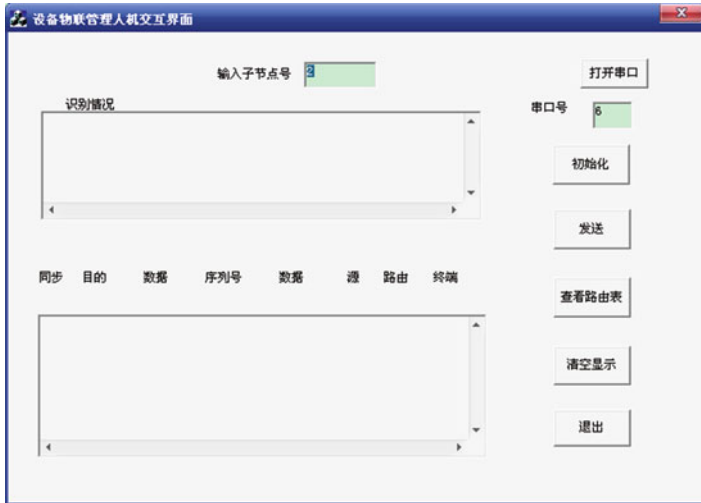 设备物联管理人机交互界面
输入子节点号 2
打开串口
识别情况
串口号 6
初始化
发送
同步 目的 数据 序列号 数据 源 路由 终端
查看路由表
清空显示
退出